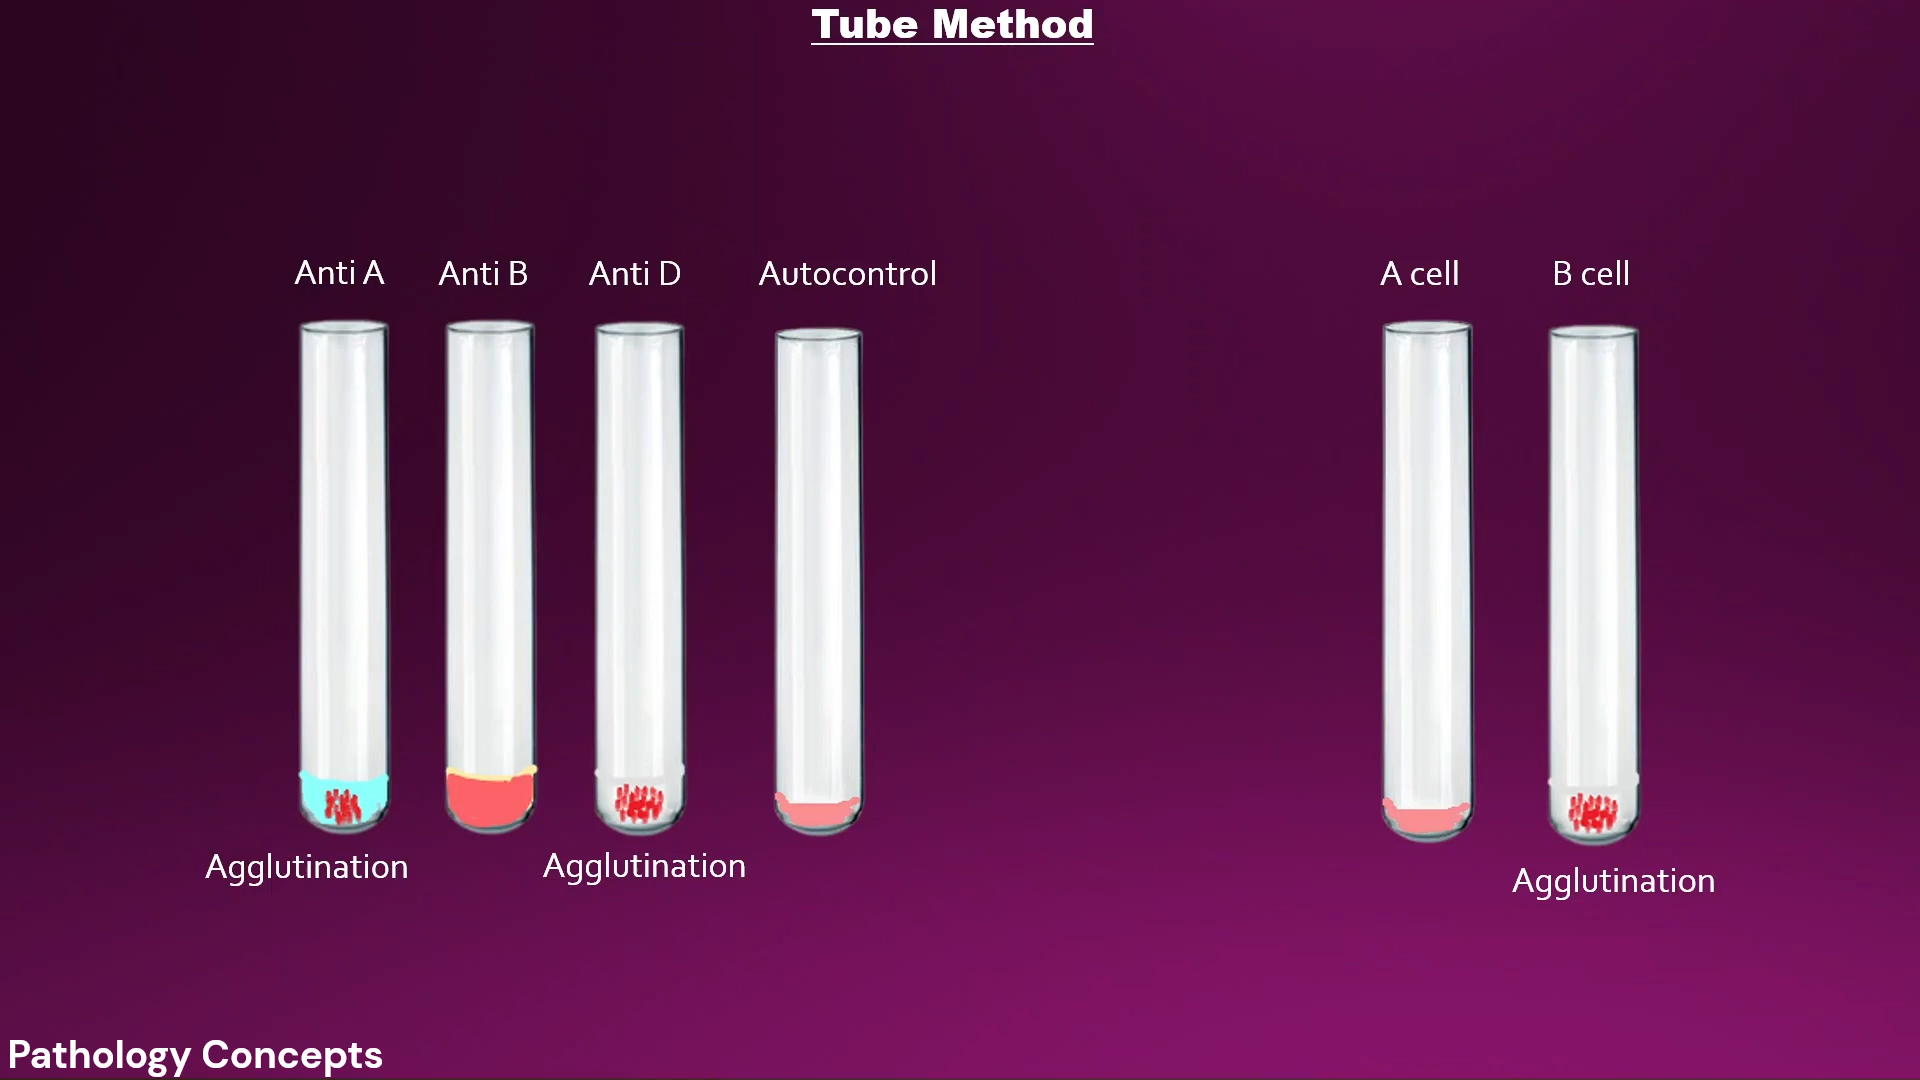 Tube Method
Anti A
Anti B
Anti D
Autocontrol
A cell
B cell
Agglutination
Agglutination
Agglutination
Pathology Concepts